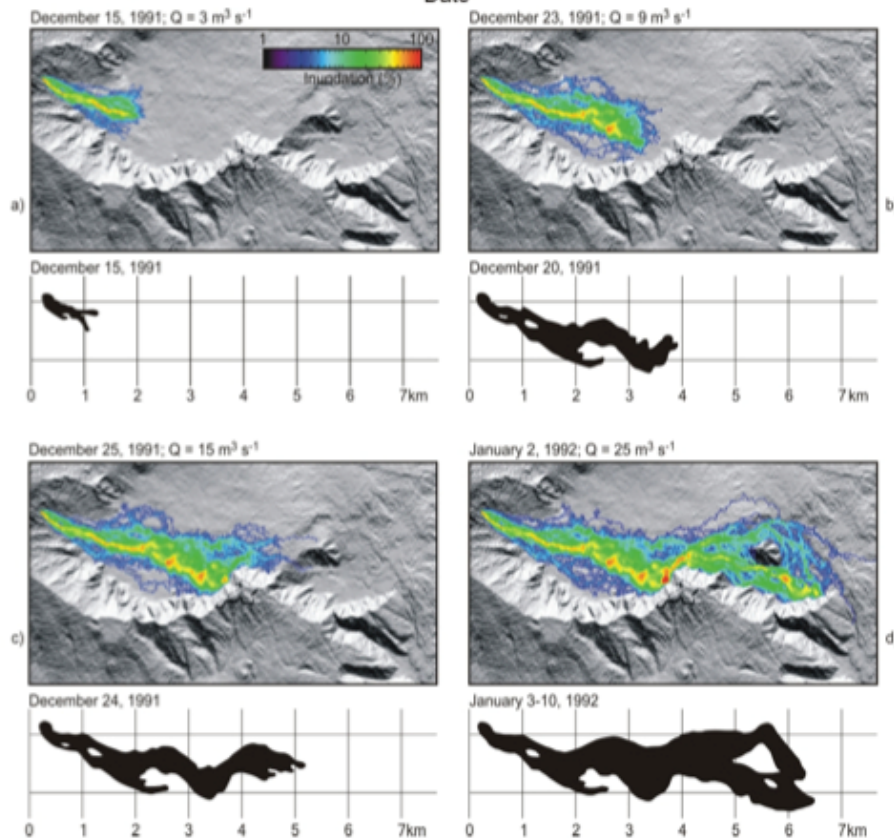 December 15, 1991; Q = 3 m³ s⁻¹
1 10 100
Inundation (%)
a)
December 15, 1991
0 1 2 3 4 5 6 7km
December 23, 1991; Q = 9 m³ s⁻¹
b
December 20, 1991
0 1 2 3 4 5 6 7km
December 25, 1991; Q = 15 m³ s⁻¹
c)
December 24, 1991
0 1 2 3 4 5 6 7km
January 2, 1992; Q = 25 m³ s⁻¹
d
January 3-10, 1992
0 1 2 3 4 5 6 7km